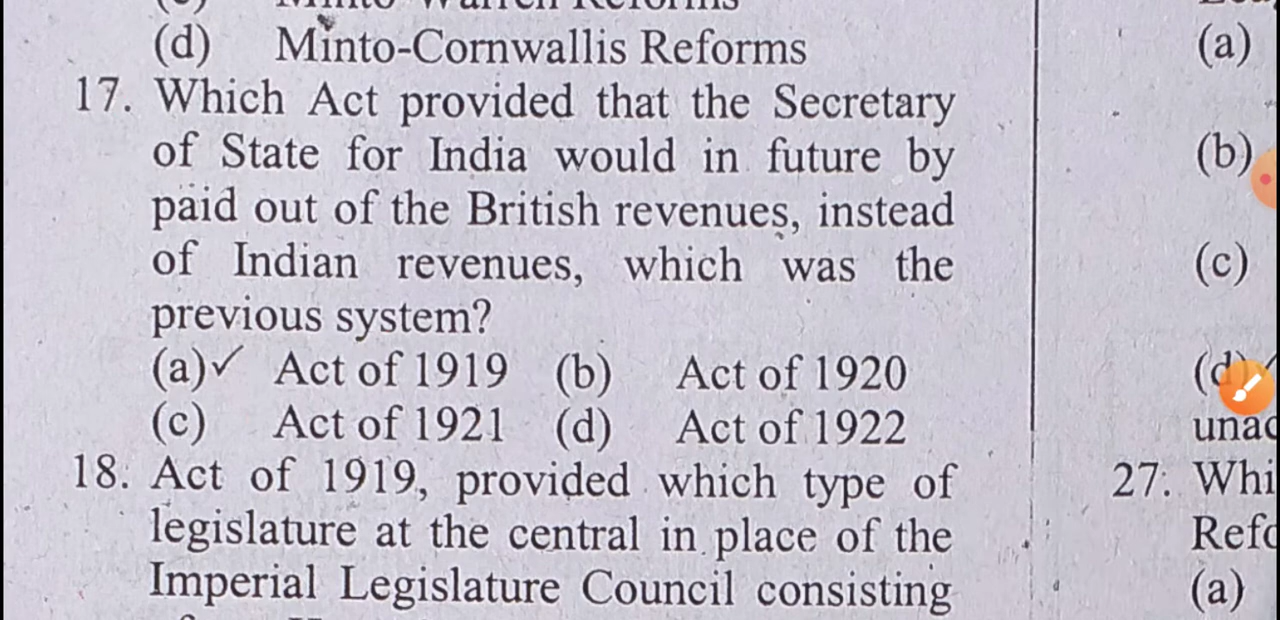 (d) Minto-Cornwallis Reforms
17. Which Act provided that the Secretary
of State for India would in future by
paid out of the British revenues, instead
of Indian revenues, which was the
previous system?
(a)✓ Act of 1919 (b) Act of 1920
(c) Act of 1921 (d) Act of 1922
18. Act of 1919, provided which type of
legislature at the central in place of the
Imperial Legislature Council consisting
(a)
(b)
(c)
(d)
27.
(a)